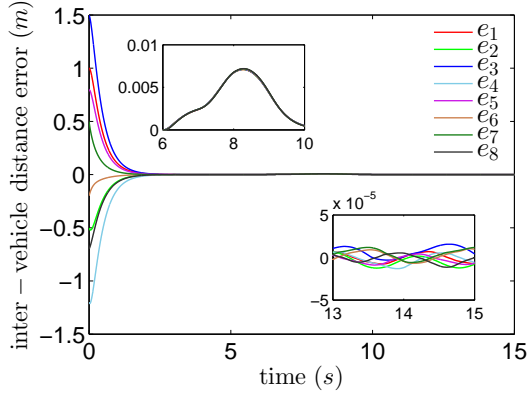 inter − vehicle distance error (m)
1.5
1
0.5
0
−0.5
−1
−1.5
0
5
10
15
time (s)
0.01
0.005
0
6
8
10
e1
e2
e3
e4
e5
e6
e7
e8
x 10⁻⁵
5
0
−5
13
14
15